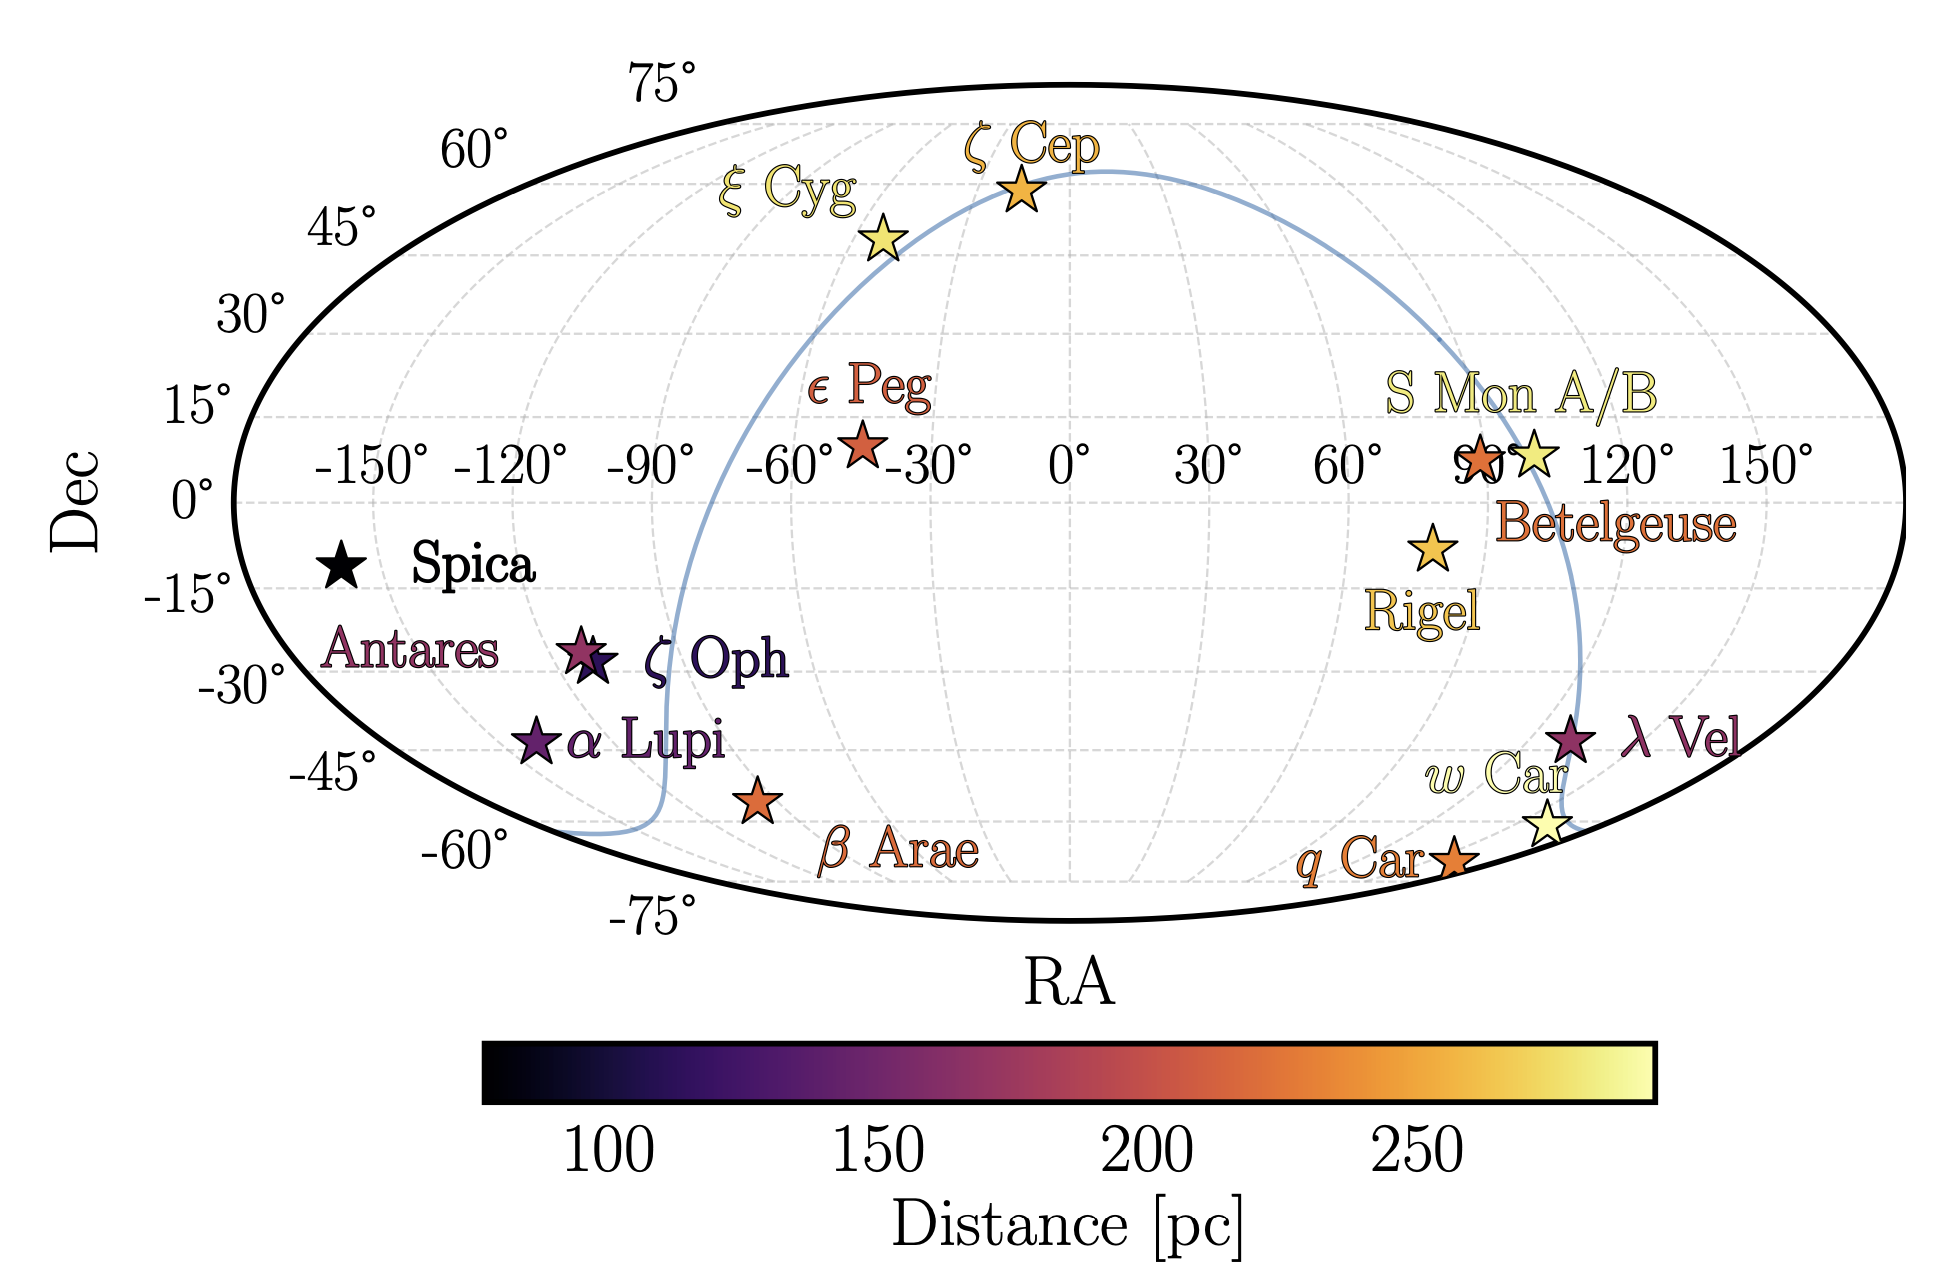 75°
60°
45°
30°
15°
0°
-15°
-30°
-45°
-60°
-75°
Dec
ζ Cep
ξ Cyg
ϵ Peg
S Mon A/B
-150° -120° -90° -60° -30° 0° 30° 60° 90° 120° 150°
Betelgeuse
Spica
Rigel
Antares
ζ Oph
α Lupi
λ Vel
w Car
β Arae
q Car
RA
100 150 200 250
Distance [pc]